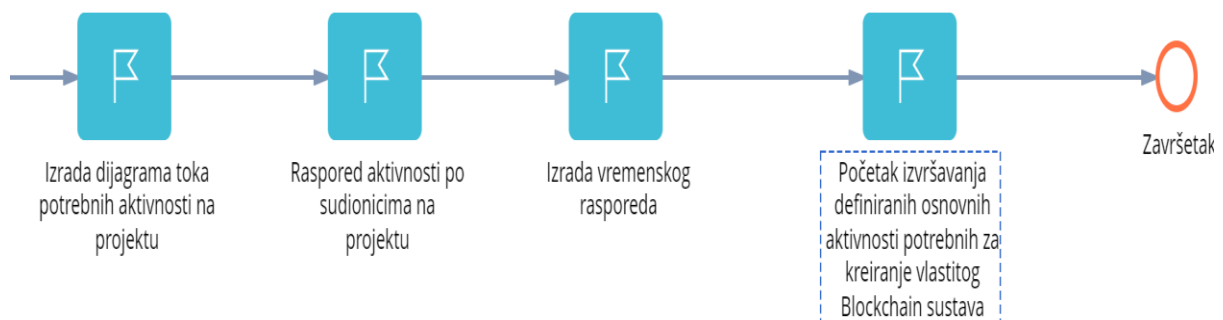 Izrada dijagrama toka
potrebnih aktivnosti na
projektu
Raspored aktivnosti po
sudionicima na
projektu
Izrada vremenskog
rasporeda
Početak izvršavanja
definiranih osnovnih
aktivnosti potrebnih za
kreiranje vlastitog
Blockchain sustava
Završetak